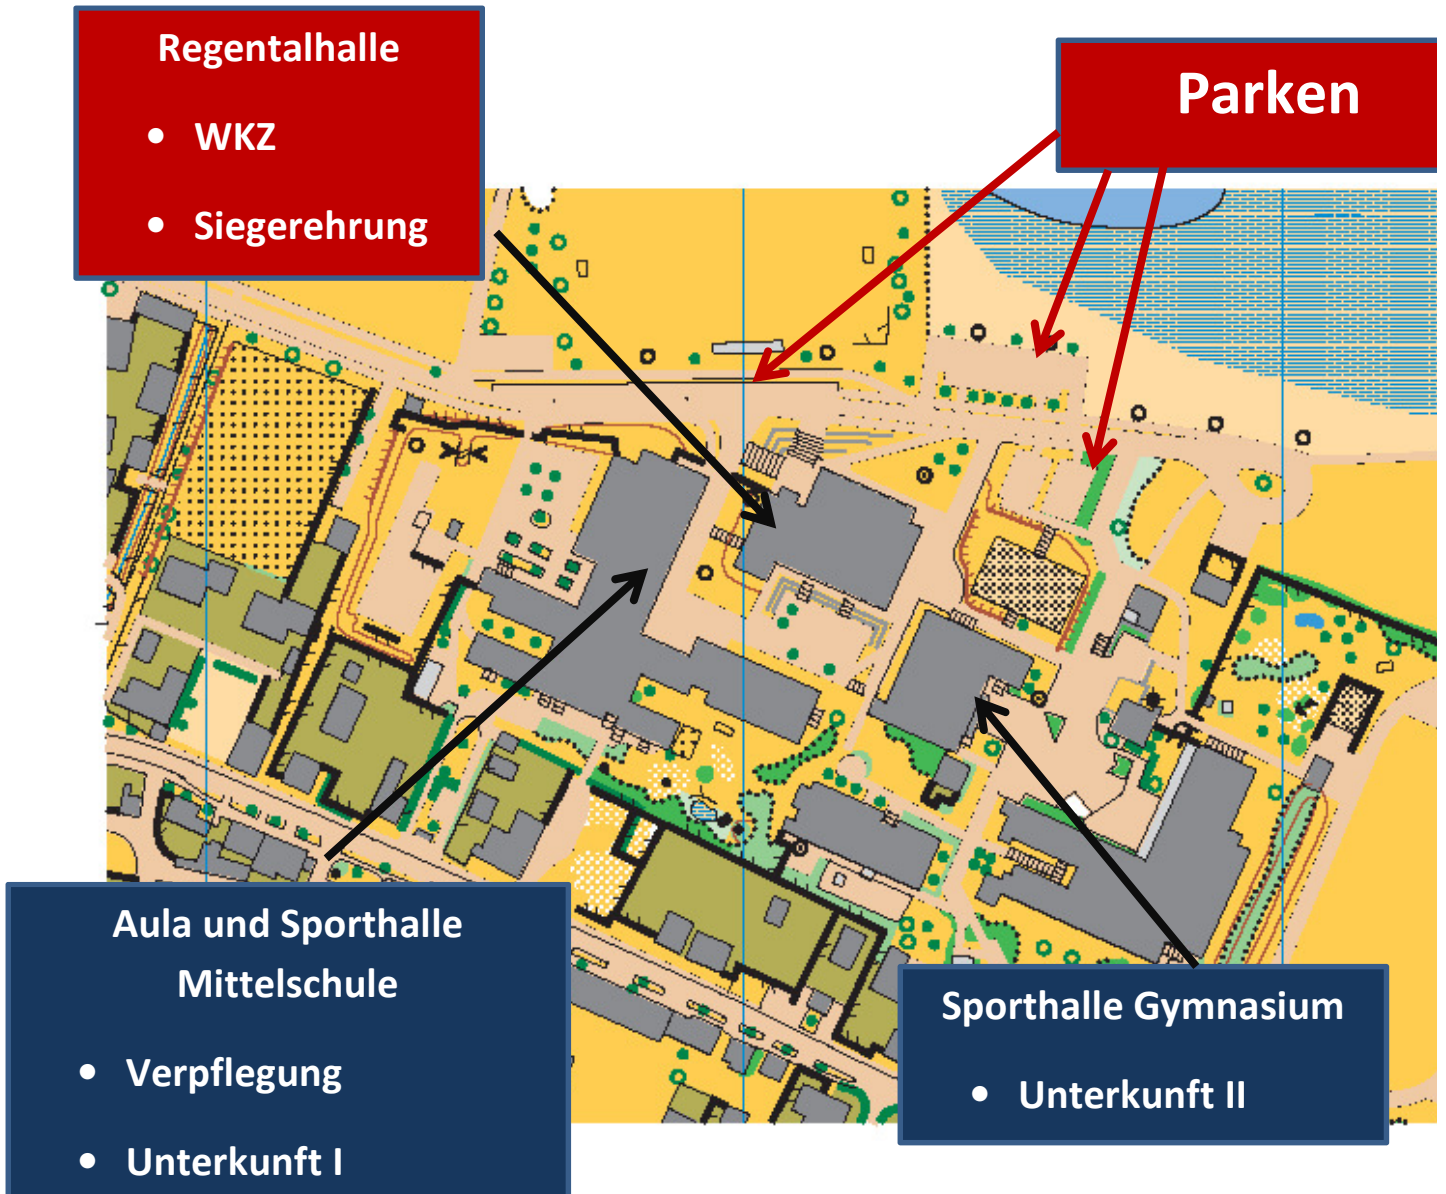 Regentalhalle
• WKZ
• Siegerehrung
Parken
Aula und Sporthalle
Mittelschule
• Verpflegung
• Unterkunft I
Sporthalle Gymnasium
• Unterkunft II